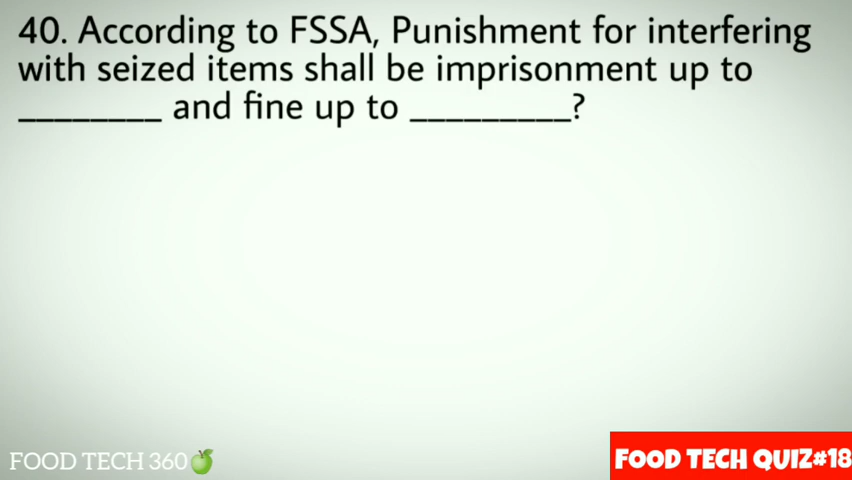 40. According to FSSA, Punishment for interfering
with seized items shall be imprisonment up to
________ and fine up to _________?
FOOD TECH 360
FOOD TECH QUIZ#18